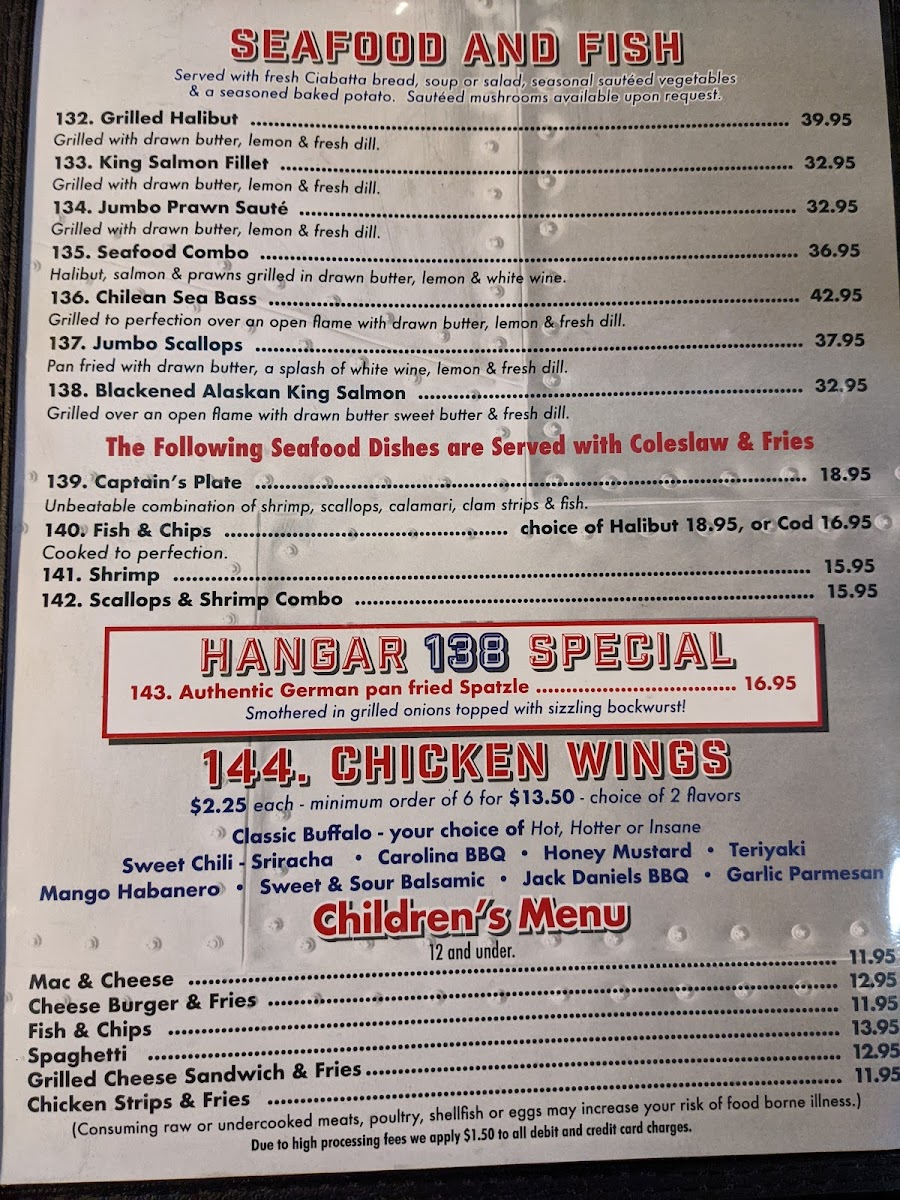 SEAFOOD AND FISH
Served with fresh Ciabatta bread, soup or salad, seasonal sautéed vegetables
& a seasoned baked potato. Sautéed mushrooms available upon request.
132. Grilled Halibut ........ 39.95
Grilled with drawn butter, lemon & fresh dill.
133. King Salmon Fillet ........ 32.95
Grilled with drawn butter, lemon & fresh dill.
134. Jumbo Prawn Sauté ........ 32.95
Grilled with drawn butter, lemon & fresh dill.
135. Seafood Combo ........ 36.95
Halibut, salmon & prawns grilled in drawn butter, lemon & white wine.
136. Chilean Sea Bass ........ 42.95
Grilled to perfection over an open flame with drawn butter, lemon & fresh dill.
137. Jumbo Scallops ........ 37.95
Pan fried with drawn butter, a splash of white wine, lemon & fresh dill.
138. Blackened Alaskan King Salmon ........ 32.95
Grilled over an open flame with drawn butter sweet butter & fresh dill.
The Following Seafood Dishes are Served with Coleslaw & Fries
139. Captain's Plate ........ 18.95
Unbeatable combination of shrimp, scallops, calamari, clam strips & fish.
140. Fish & Chips ........ choice of Halibut 18.95, or Cod 16.95
Cooked to perfection.
141. Shrimp ........ 15.95
142. Scallops & Shrimp Combo ........ 15.95
HANGAR 138 SPECIAL
143. Authentic German pan fried Spatzle ........ 16.95
Smothered in grilled onions topped with sizzling bockwurst!
144. CHICKEN WINGS
$2.25 each - minimum order of 6 for $13.50 - choice of 2 flavors
Classic Buffalo - your choice of Hot, Hotter or Insane
Sweet Chili - Sriracha • Carolina BBQ • Honey Mustard • Teriyaki
Mango Habanero • Sweet & Sour Balsamic • Jack Daniels BBQ • Garlic Parmesan
Children's Menu
12 and under.
Mac & Cheese ........ 11.95
Cheese Burger & Fries ........ 12.95
Fish & Chips ........ 11.95
Spaghetti ........ 13.95
Grilled Cheese Sandwich & Fries ........ 12.95
Chicken Strips & Fries ........ 11.95
(Consuming raw or undercooked meats, poultry, shellfish or eggs may increase your risk of food borne illness.)
Due to high processing fees we apply $1.50 to all debit and credit card charges.